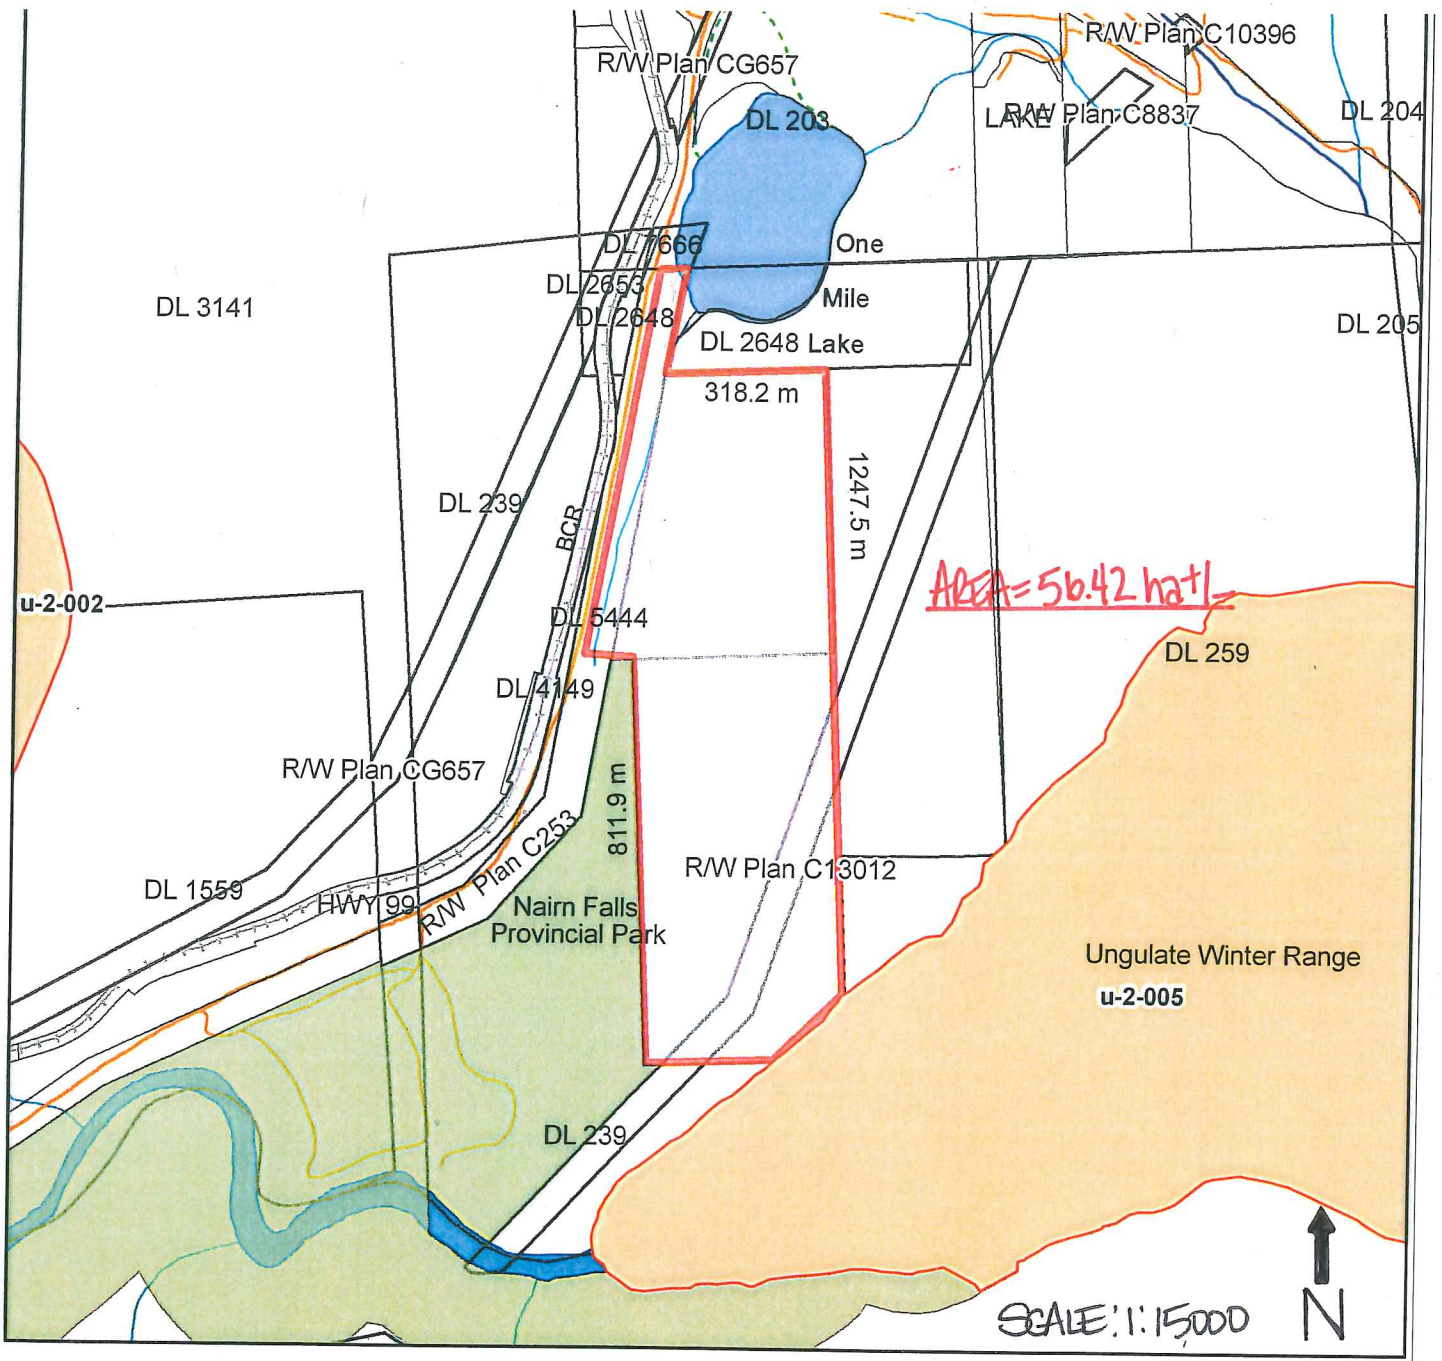 R/W Plan C10396
R/W Plan CG657
DL 204
LAKE
R/W Plan C8837
DL 203
DL 7666
One
DL 2653
Mile
DL 3141
DL 2648
DL 205
DL 2648 Lake
318.2 m
1247.5 m
DL 239
BCR
AREA = 56.42 ha +/-
u-2-002
DL 5444
DL 259
DL 4149
R/W Plan CG657
811.9 m
R/W Plan C253
R/W Plan C13012
DL 1559
HWY 99
Nairn Falls
Provincial Park
Ungulate Winter Range
u-2-005
DL 239
SCALE: 1:15,000
N